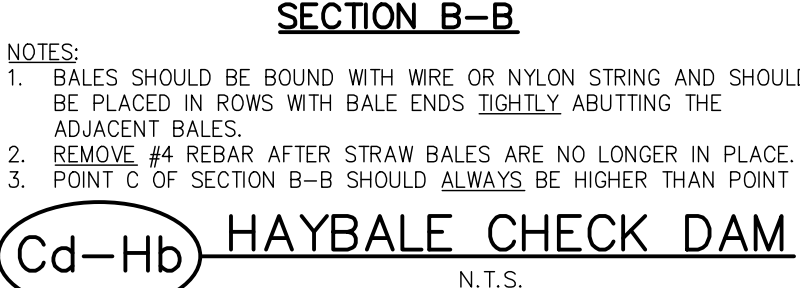 SECTION B-B
NOTES:
1. BALES SHOULD BE BOUND WITH WIRE OR NYLON STRING AND SHOULD
BE PLACED IN ROWS WITH BALE ENDS TIGHTLY ABUTTING THE
ADJACENT BALES.
2. REMOVE #4 REBAR AFTER STRAW BALES ARE NO LONGER IN PLACE.
3. POINT C OF SECTION B-B SHOULD ALWAYS BE HIGHER THAN POINT
Cd-Hb HAYBALE CHECK DAM
N.T.S.